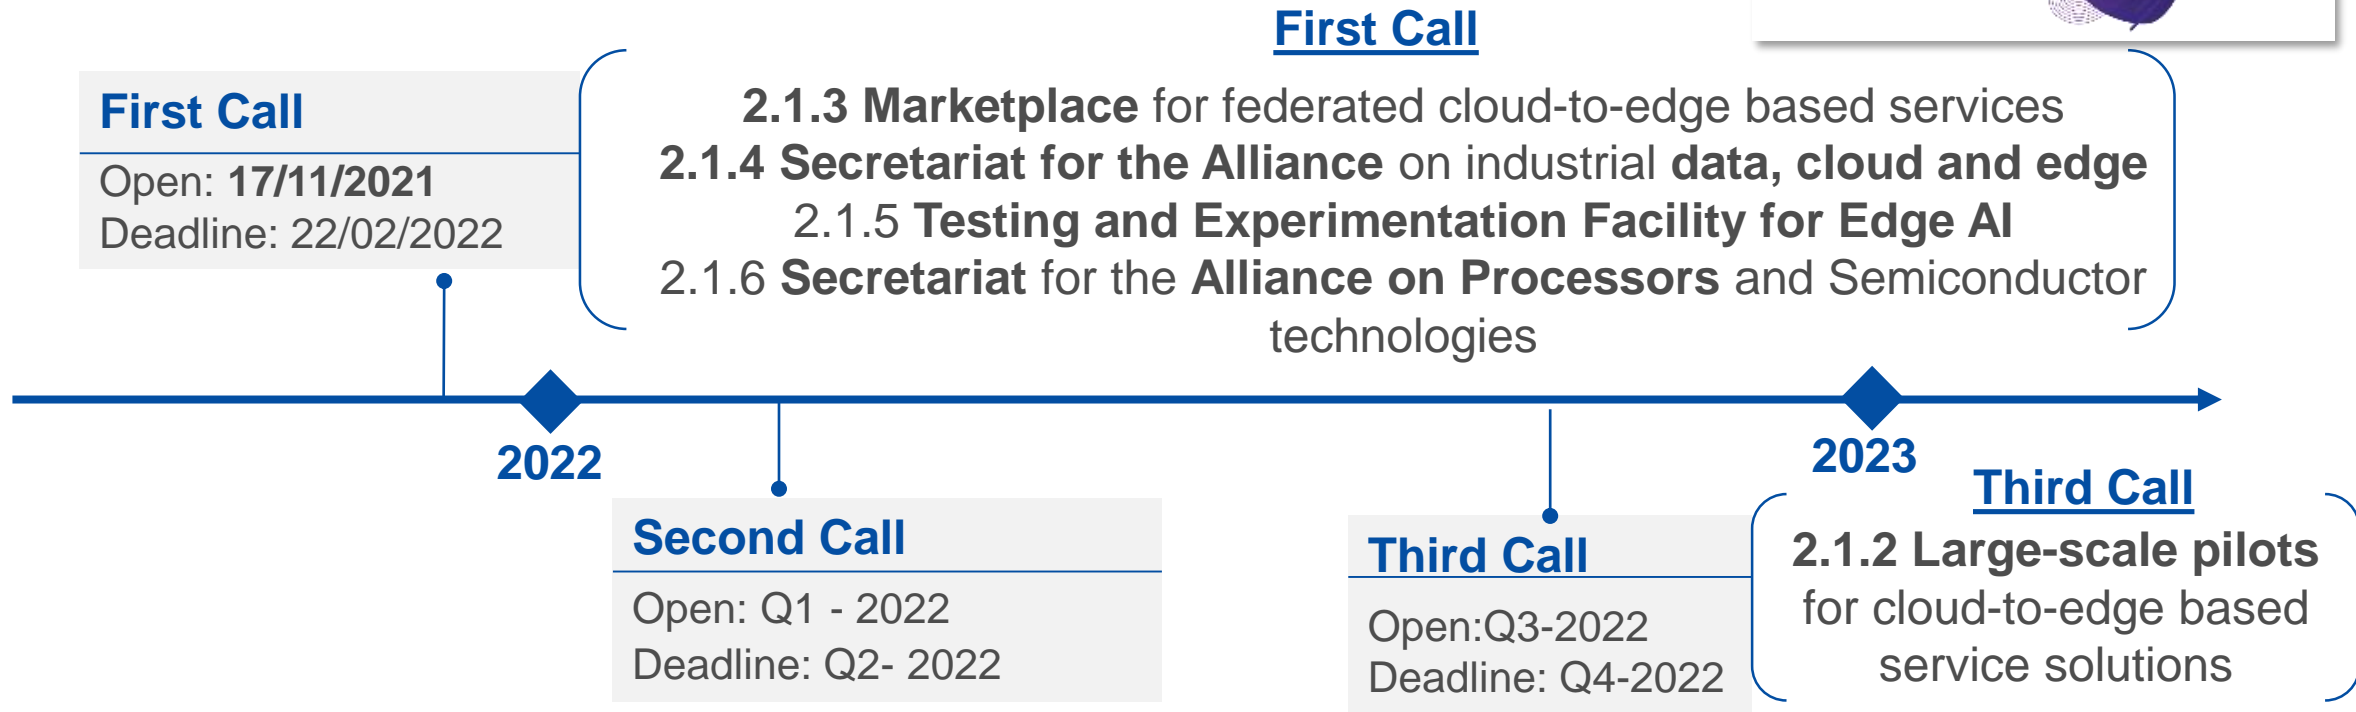 First Call
First Call
Open: 17/11/2021
Deadline: 22/02/2022
2.1.3 Marketplace for federated cloud-to-edge based services
2.1.4 Secretariat for the Alliance on industrial data, cloud and edge
2.1.5 Testing and Experimentation Facility for Edge AI
2.1.6 Secretariat for the Alliance on Processors and Semiconductor
technologies
2022
2023
Second Call
Open: Q1 - 2022
Deadline: Q2- 2022
Third Call
Open:Q3-2022
Deadline: Q4-2022
Third Call
2.1.2 Large-scale pilots
for cloud-to-edge based
service solutions